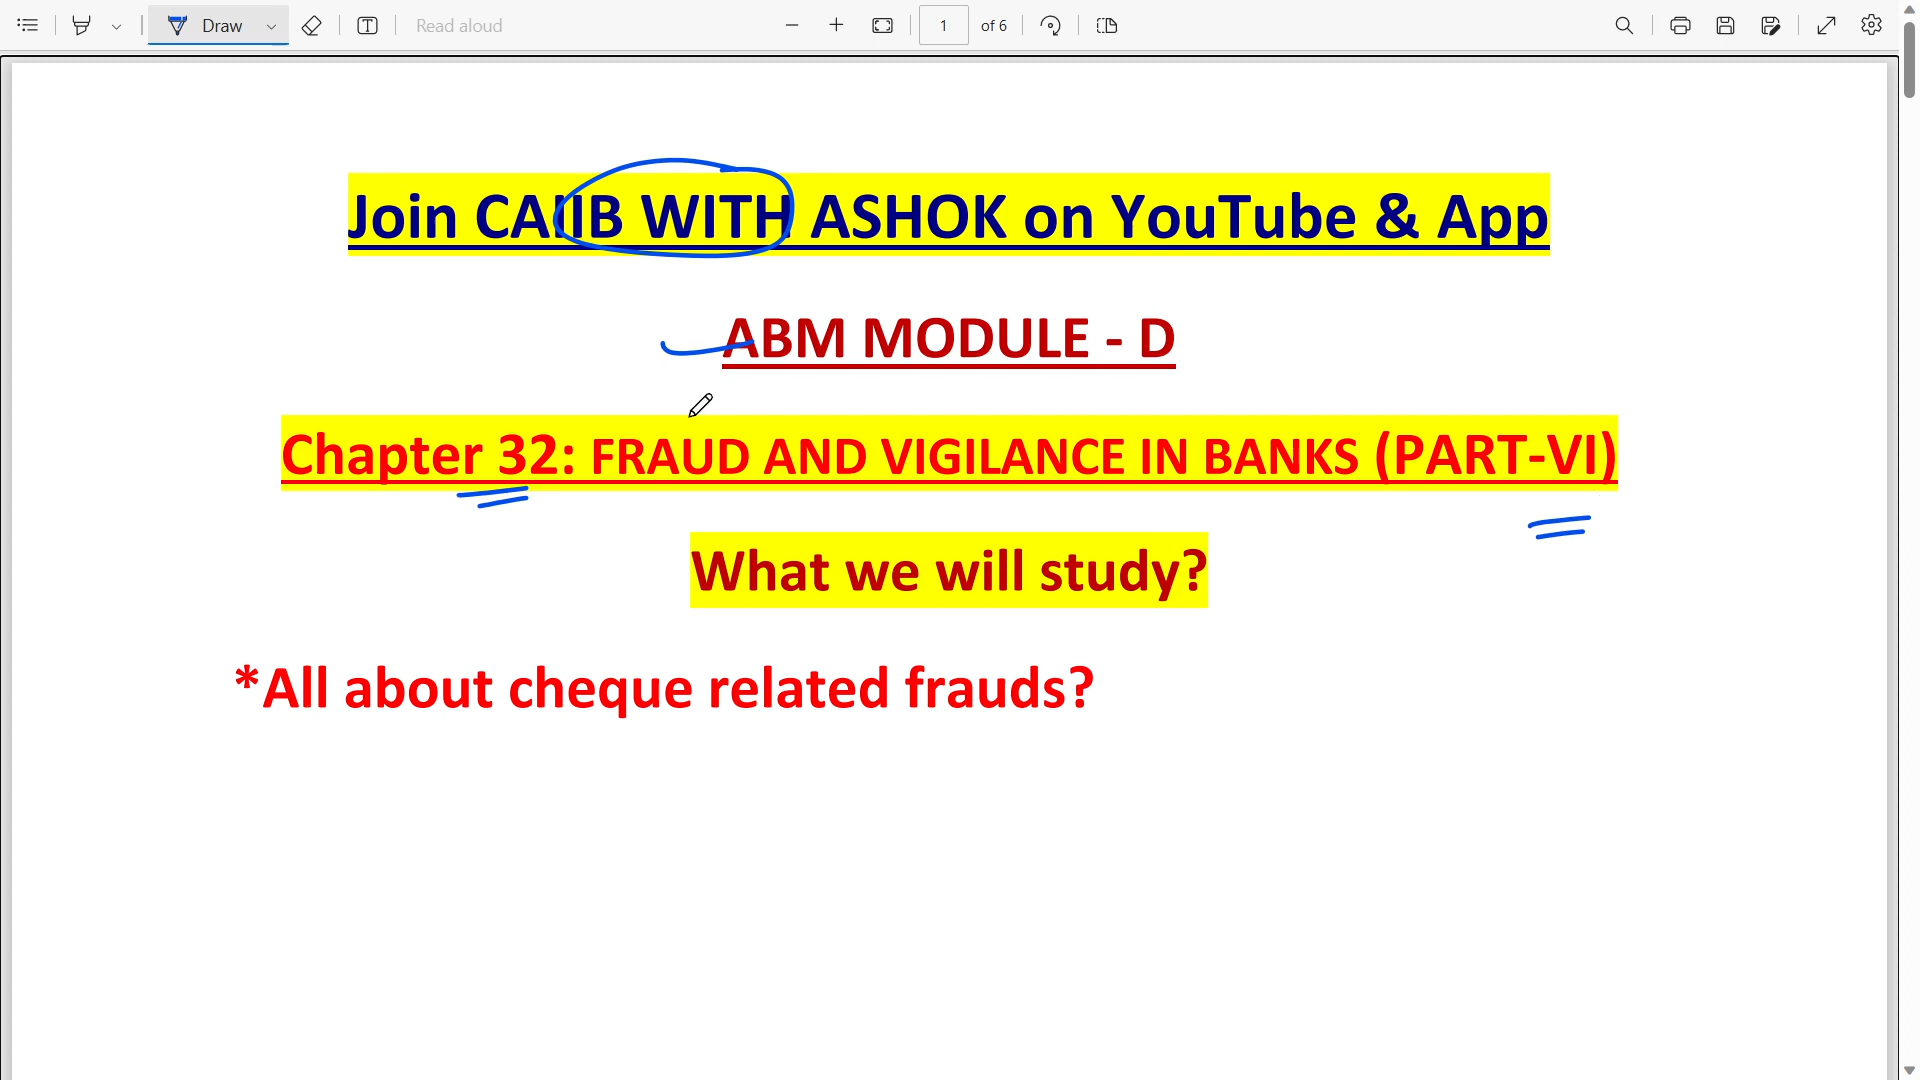 Draw
Read aloud
1
of 6
Join CAIIB WITH ASHOK on YouTube & App
ABM MODULE - D
Chapter 32: FRAUD AND VIGILANCE IN BANKS (PART-VI)
What we will study?
*All about cheque related frauds?